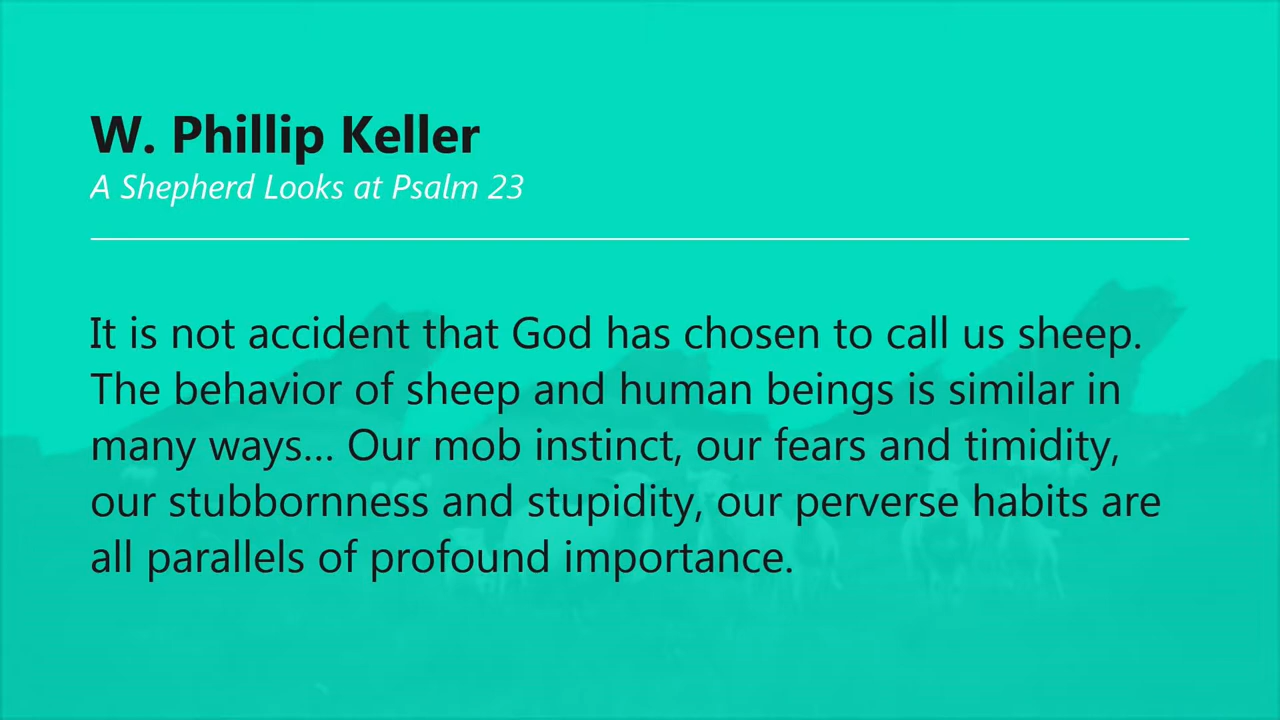 W. Phillip Keller
A Shepherd Looks at Psalm 23
It is not accident that God has chosen to call us sheep.
The behavior of sheep and human beings is similar in
many ways... Our mob instinct, our fears and timidity,
our stubbornness and stupidity, our perverse habits are
all parallels of profound importance.